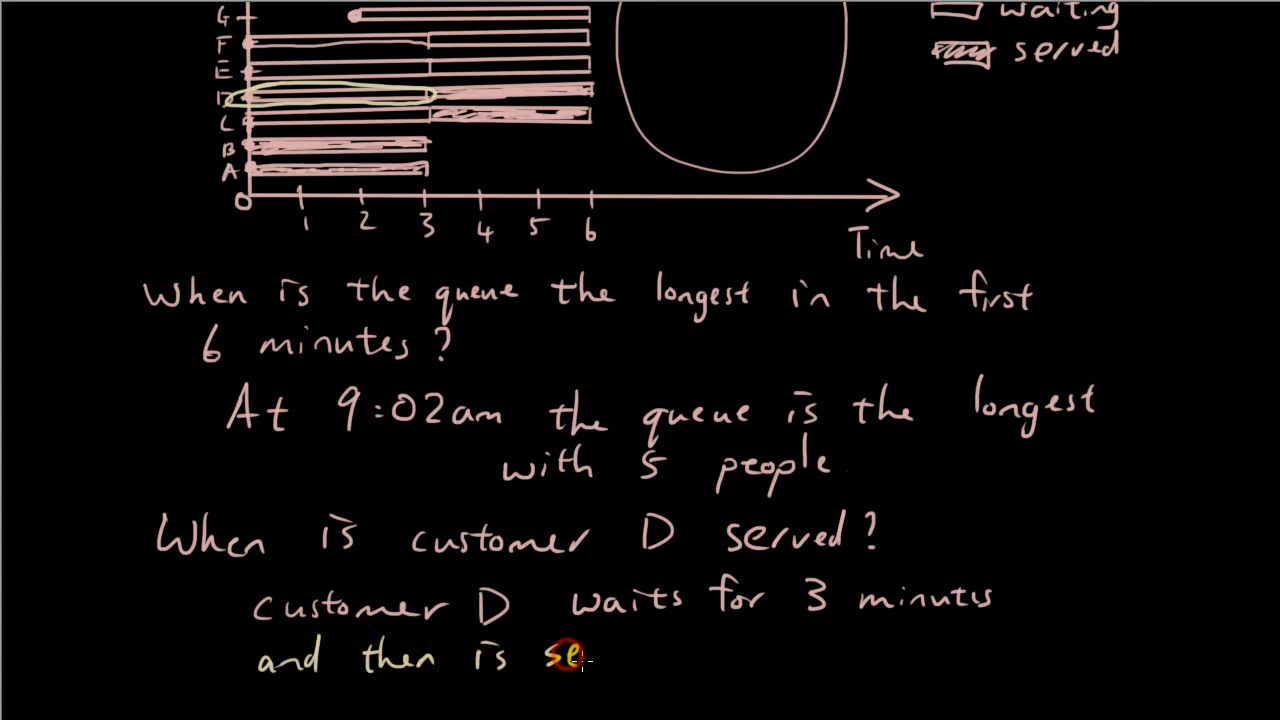 G
waiting
F
served
E
D
C
B
A
0 1 2 3 4 5 6
Time
When is the queue the longest in the first
6 minutes?
At 9:02am the queue is the longest
with 5 people
When is customer D served?
customer D waits for 3 minutes
and then is se